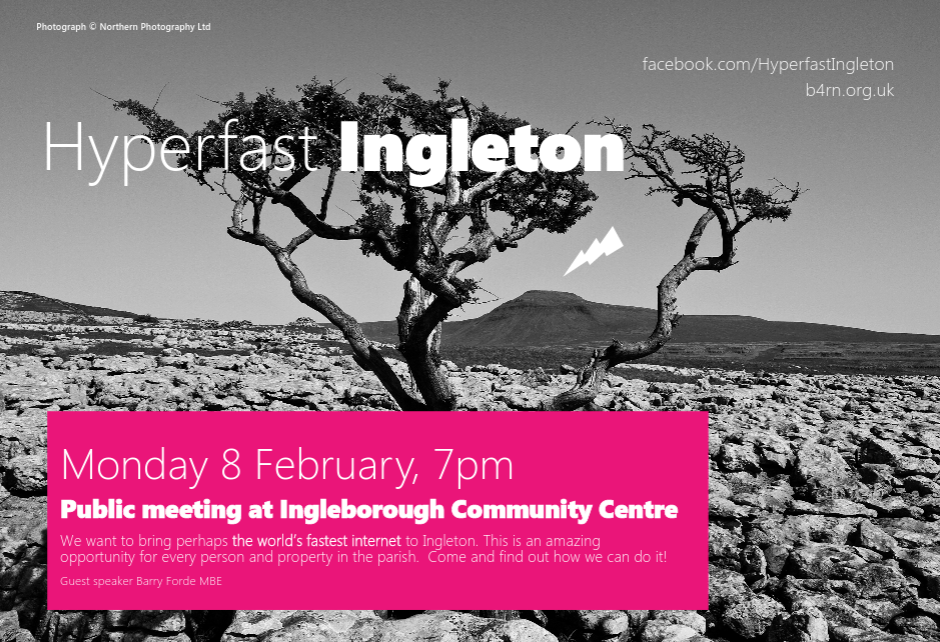 Photograph © Northern Photography Ltd
facebook.com/HyperfastIngleton
b4rn.org.uk
Hyperfast Ingleton
Monday 8 February, 7pm
Public meeting at Ingleborough Community Centre
We want to bring perhaps the world's fastest internet to Ingleton. This is an amazing
opportunity for every person and property in the parish.  Come and find out how we can do it!
Guest speaker Barry Forde MBE